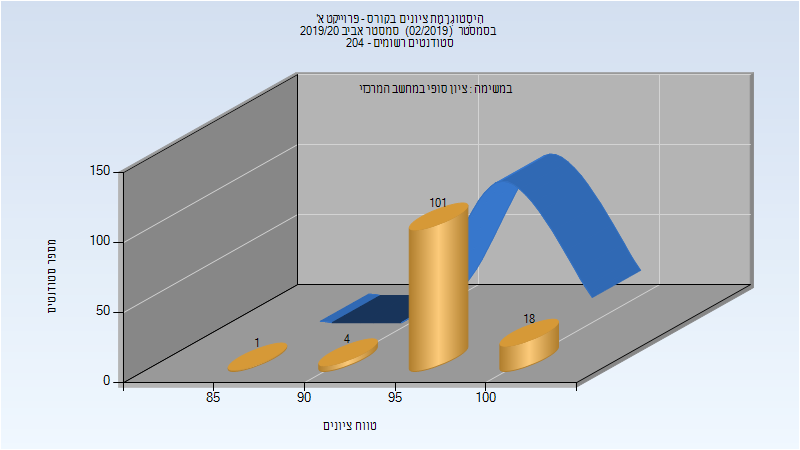 היסטוגרמת ציונים בקורס - פרוייקט א'
בסמסטר (02/2019) סמסטר אביב 2019/20
סטודנטים רשומים - 204
במשימה : ציון סופי במחשב המרכזי
150
100
50
0
מספר סטודנטים
1
4
101
18
85
90
95
100
טווח ציונים